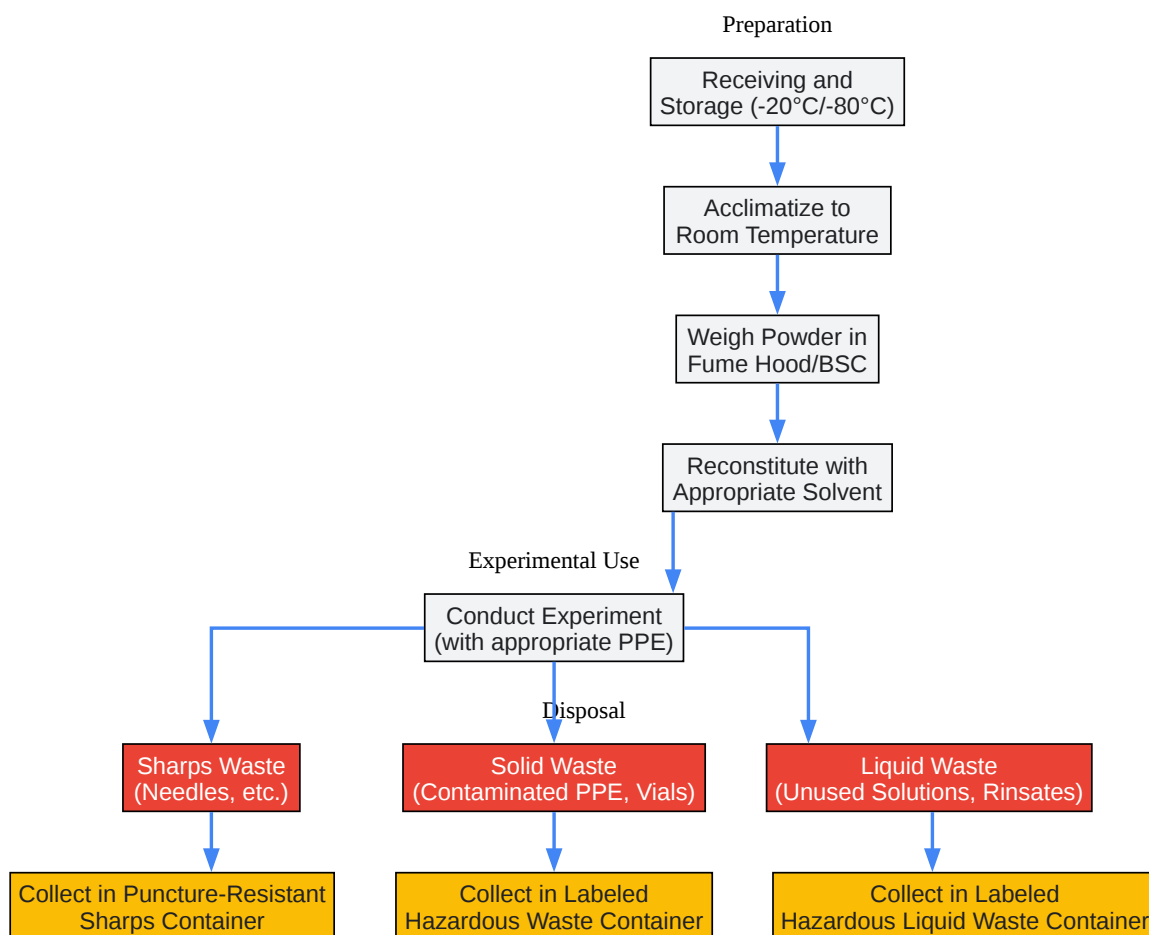 Preparation
Receiving and
Storage (-20°C/-80°C)
Acclimatize to
Room Temperature
Weigh Powder in
Fume Hood/BSC
Reconstitute with
Appropriate Solvent
Experimental Use
Conduct Experiment
(with appropriate PPE)
Disposal
Sharps Waste
(Needles, etc.)
Solid Waste
(Contaminated PPE, Vials)
Liquid Waste
(Unused Solutions, Rinsates)
Collect in Puncture-Resistant
Sharps Container
Collect in Labeled
Hazardous Waste Container
Collect in Labeled
Hazardous Liquid Waste Container